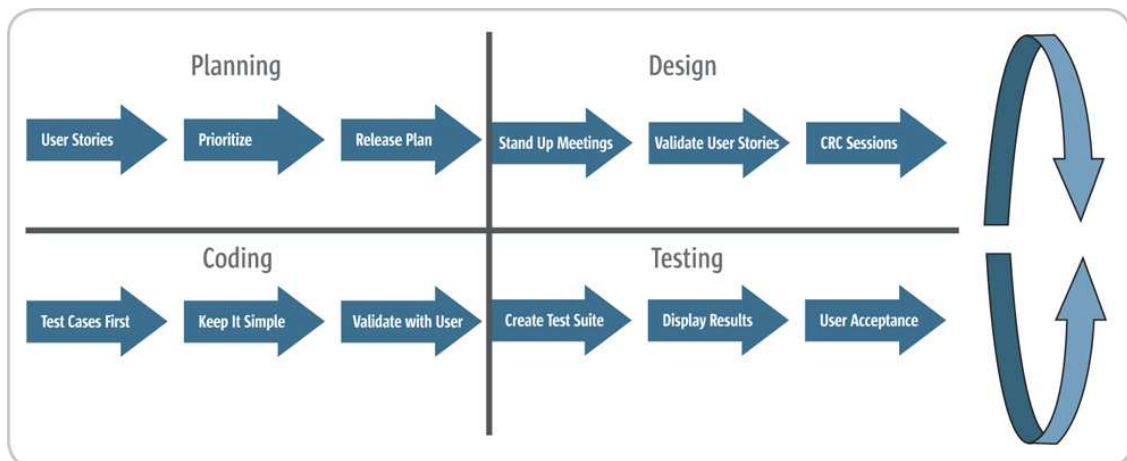 Planning
User Stories
Prioritize
Release Plan
Design
Stand Up Meetings
Validate User Stories
CRC Sessions
Coding
Test Cases First
Keep It Simple
Validate with User
Testing
Create Test Suite
Display Results
User Acceptance